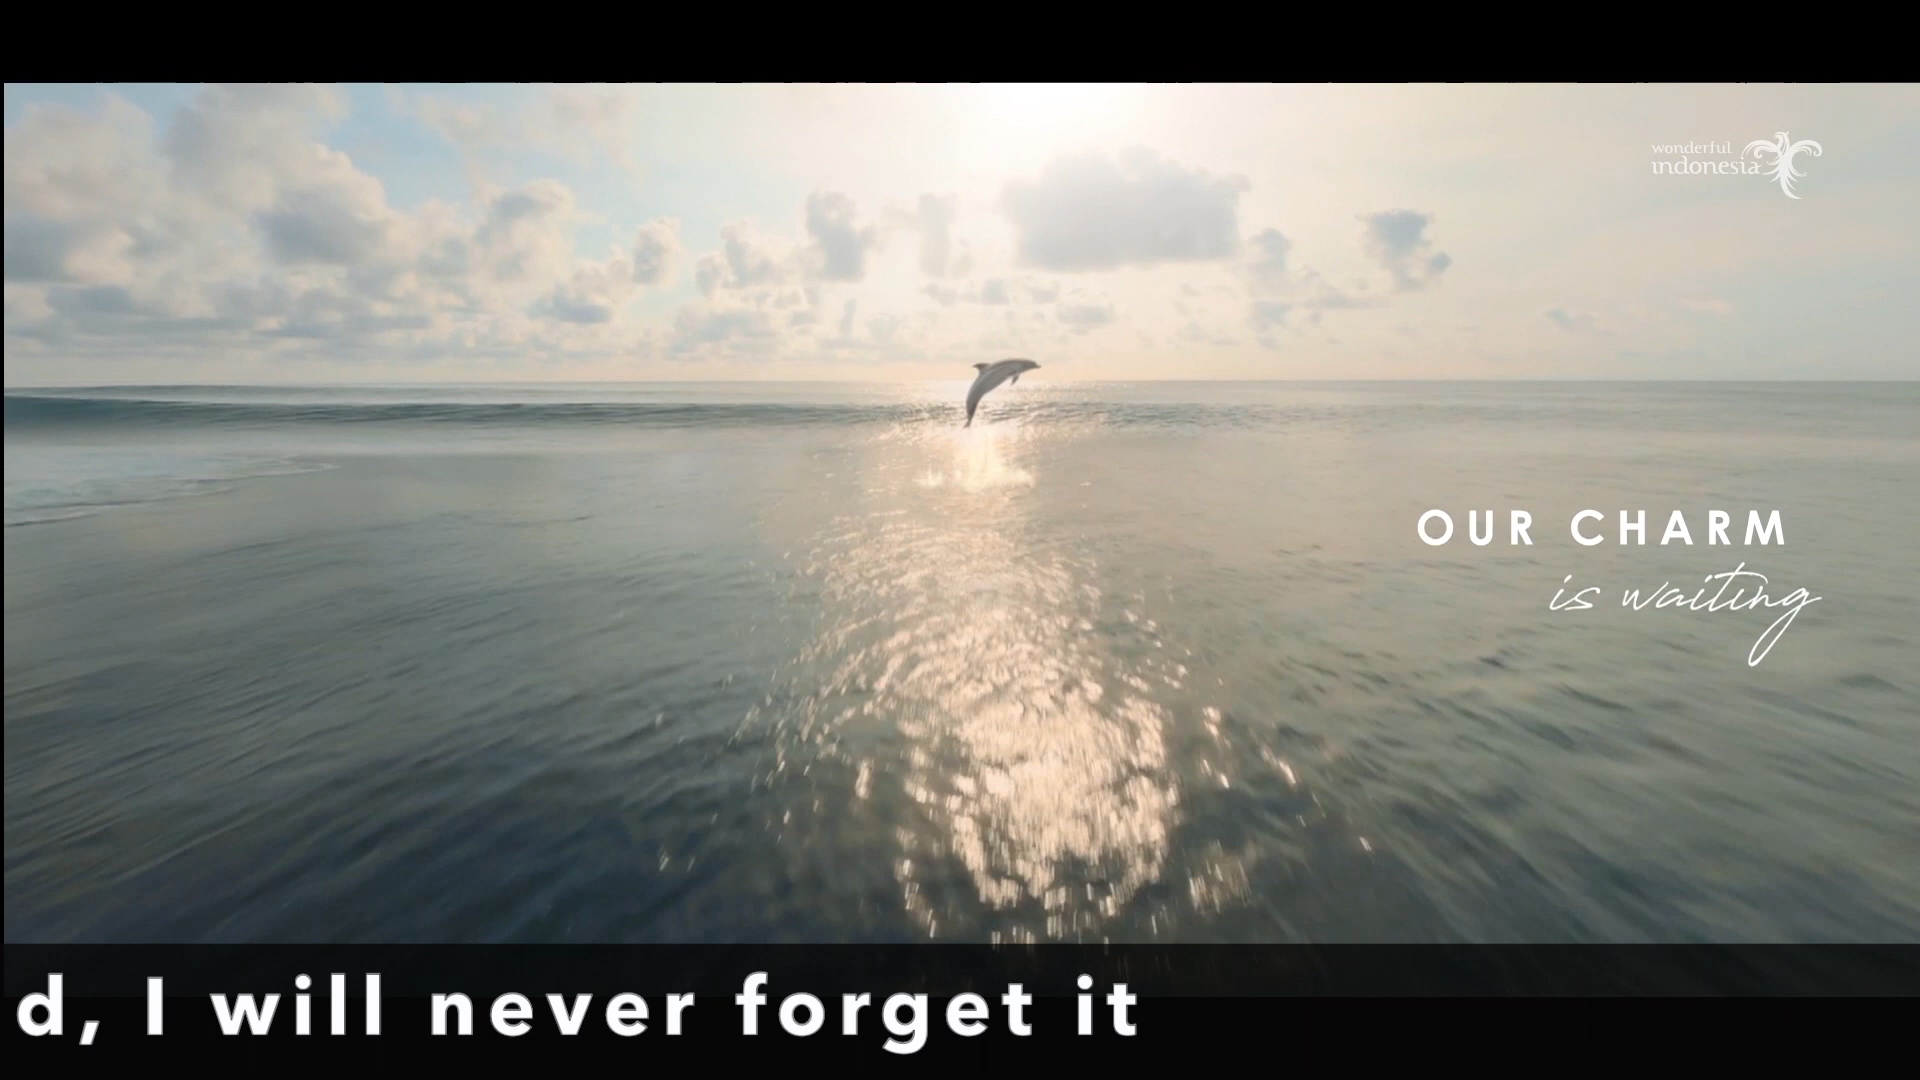 wonderful
indonesia
OUR CHARM
is waiting
d, I will never forget it